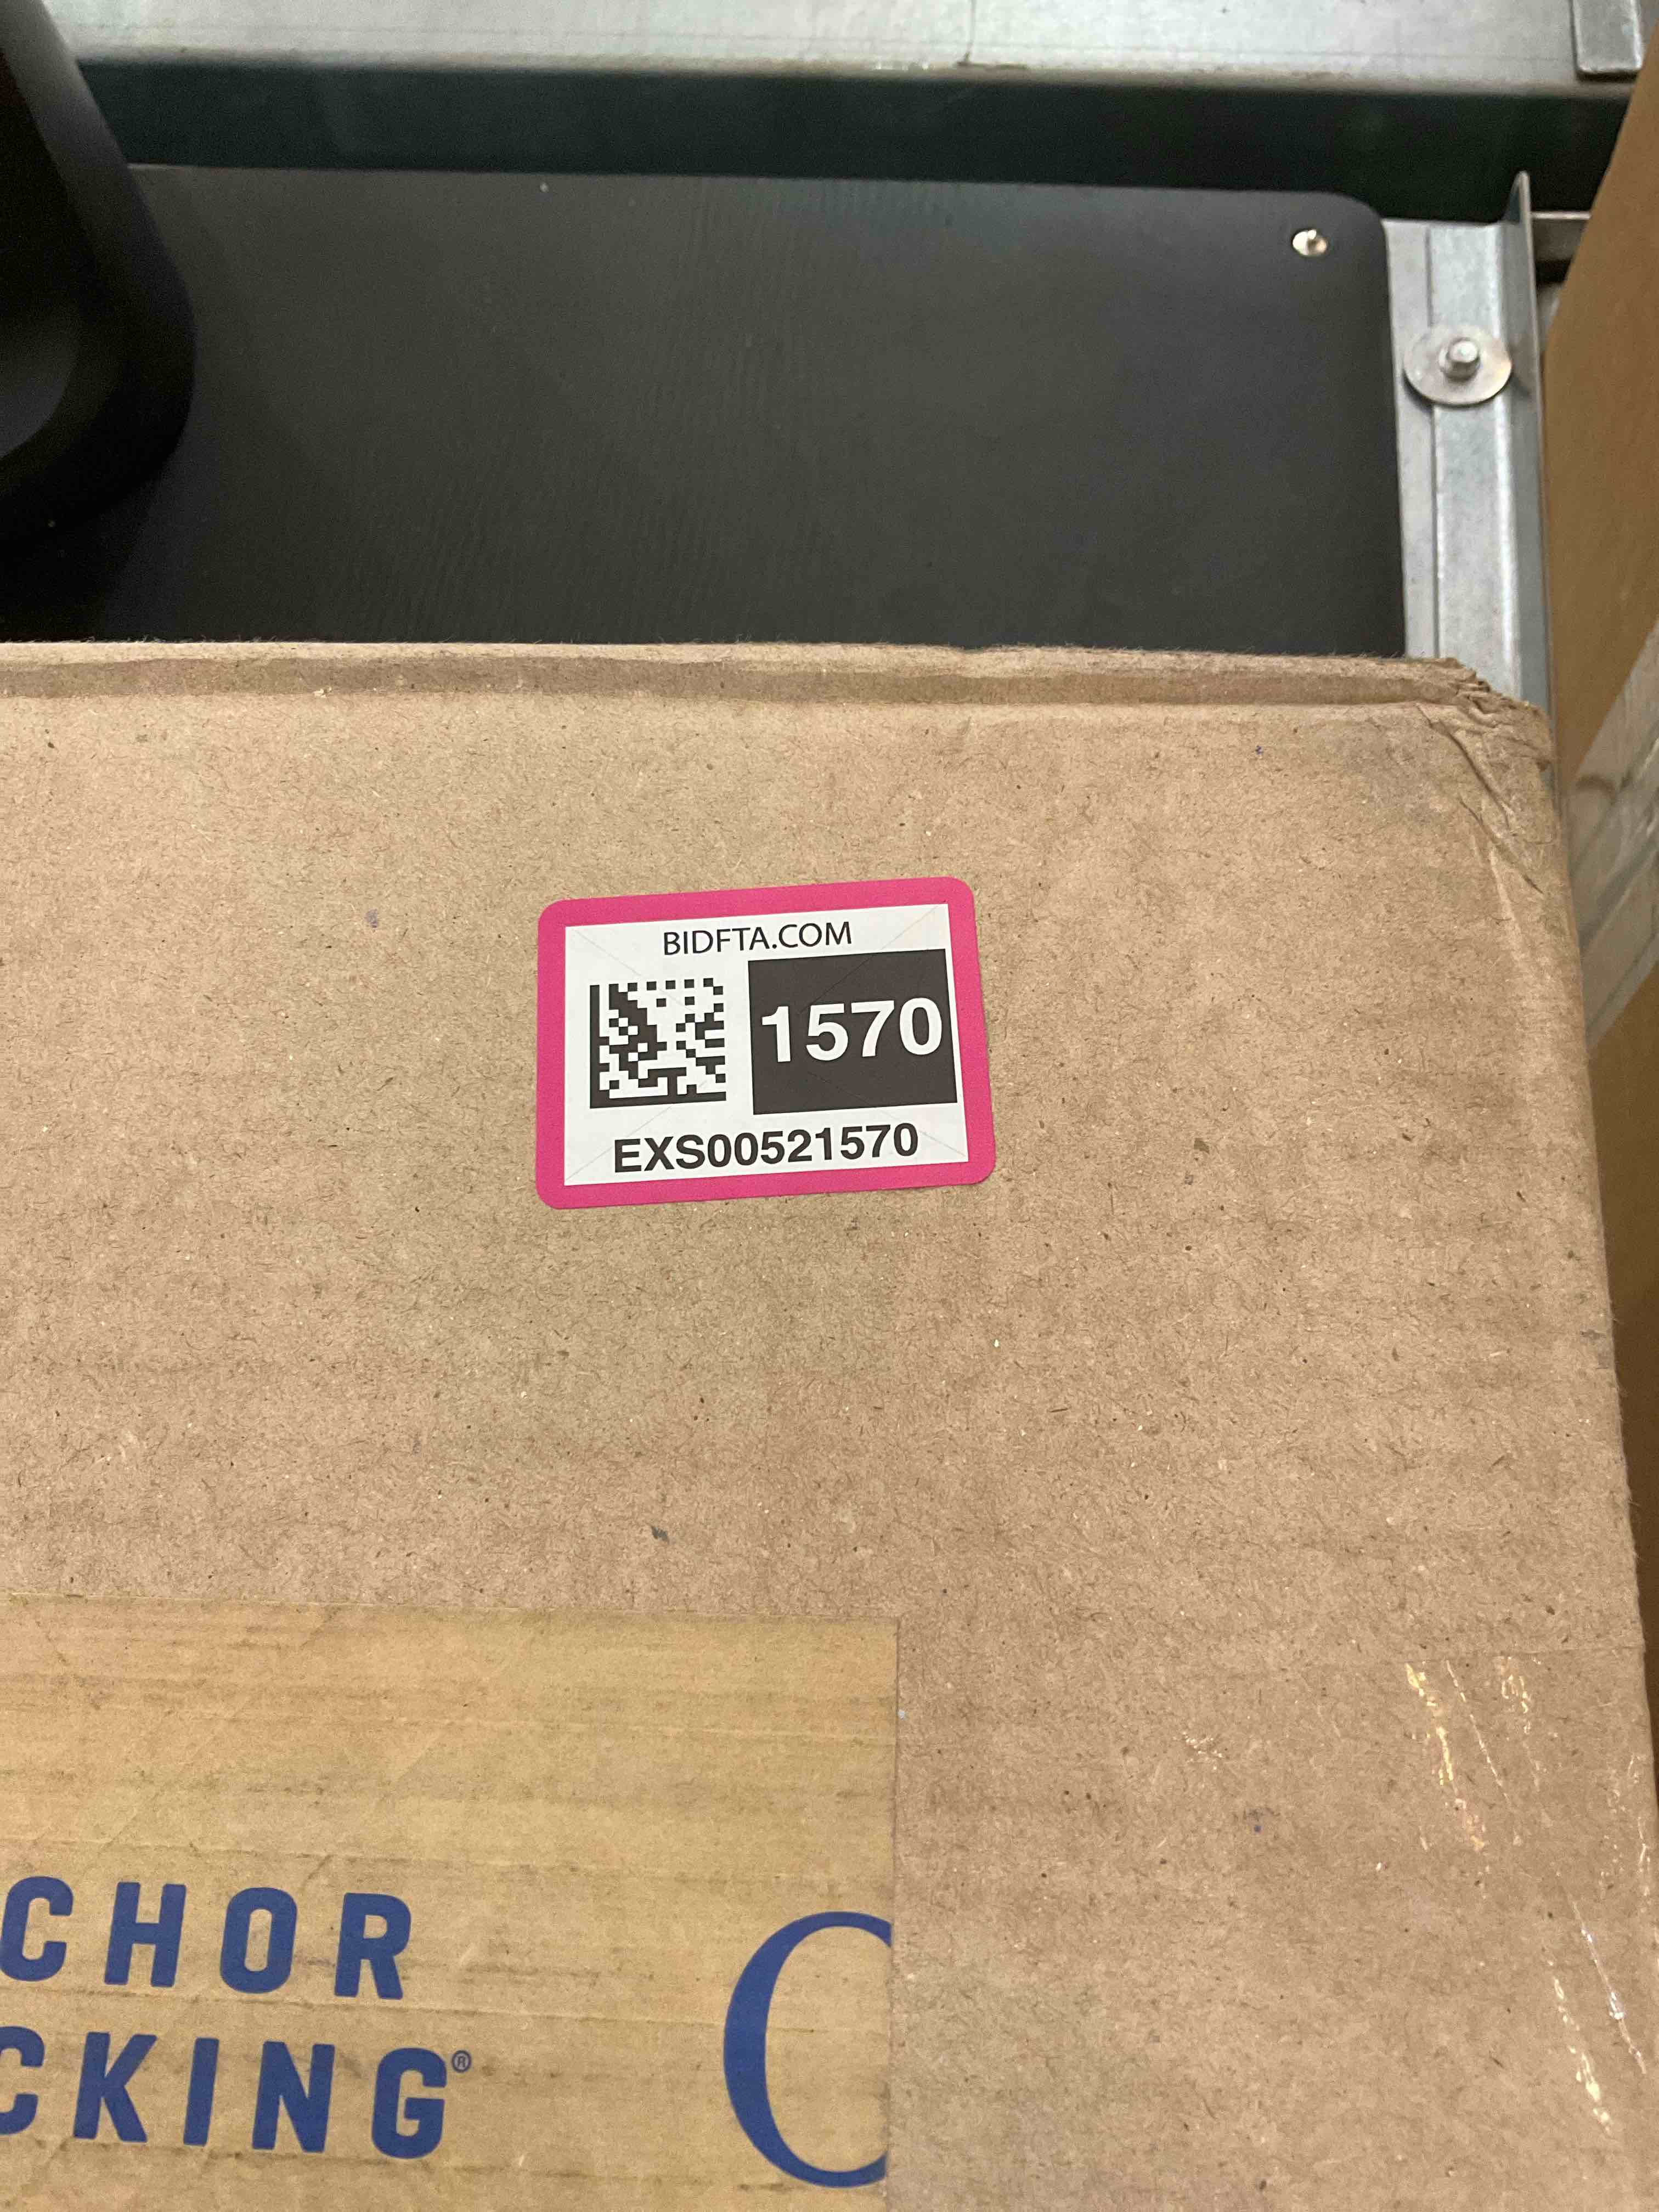 BIDFTA.COM
1570
EXS00521570
CHOR
CKING®
C